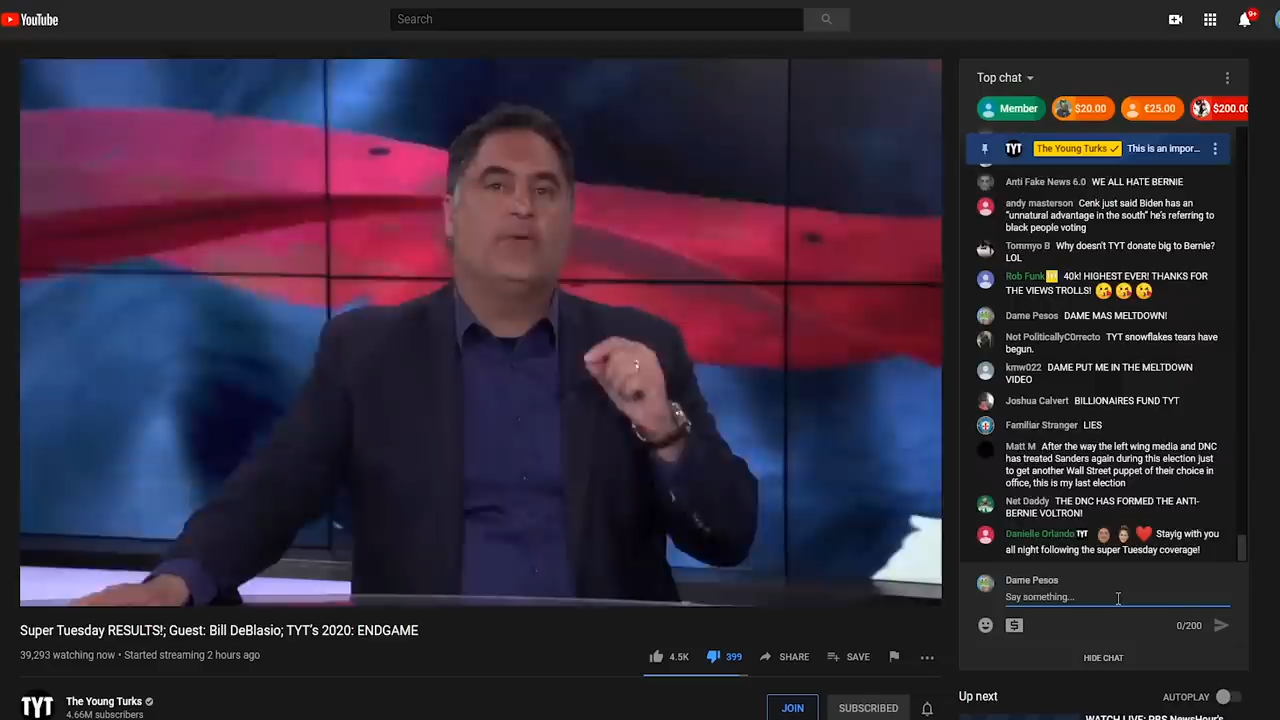 YouTube
Search
9+
Top chat
Member
$20.00
€25.00
$200.00
TYT The Young Turks This is an impor...
Anti Fake News 6.0 WE ALL HATE BERNIE
andy masterson Cenk just said Biden has an
"unnatural advantage in the south" he's referring to
black people voting
Tommyo B Why doesn't TYT donate big to Bernie?
LOL
Rob Funk 40k! HIGHEST EVER! THANKS FOR
THE VIEWS TROLLS!
Dame Pesos DAME MAS MELTDOWN!
Not PoliticallyC0rrecto TYT snowflakes tears have
begun.
kmw022 DAME PUT ME IN THE MELTDOWN
VIDEO
Joshua Calvert BILLIONAIRES FUND TYT
Familiar Stranger LIES
Matt M After the way the left wing media and DNC
has treated Sanders again during this election just
to get another Wall Street puppet of their choice in
office, this is my last election
Net Daddy THE DNC HAS FORMED THE ANTI-
BERNIE VOLTRON!
Danielle Orlando TYT Stayig with you
all night following the super Tuesday coverage!
Dame Pesos
Say something...
0/200
HIDE CHAT
Super Tuesday RESULTS!; Guest: Bill DeBlasio; TYT's 2020: ENDGAME
39,293 watching now • Started streaming 2 hours ago
4.5K
399
SHARE
SAVE
TYT
The Young Turks
4.66M subscribers
JOIN
SUBSCRIBED
Up next
AUTOPLAY
WATCH LIVE: PBS NewsHour's